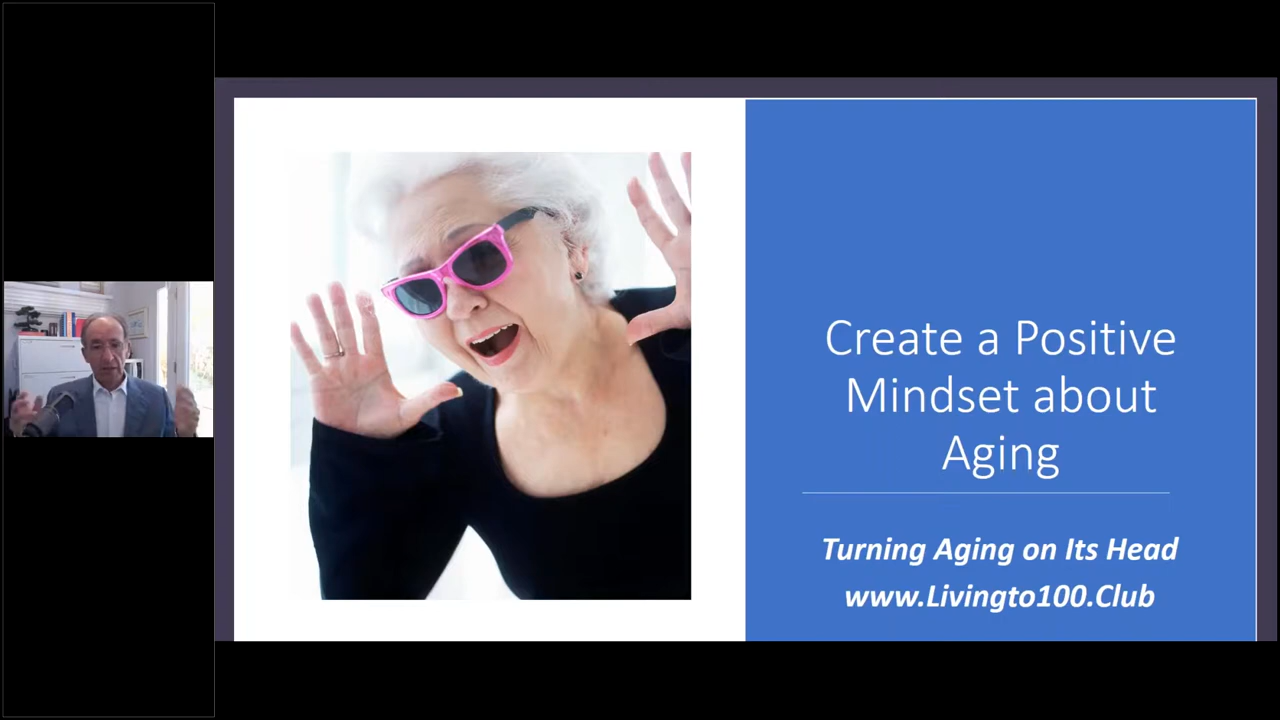 Create a Positive
Mindset about
Aging
Turning Aging on Its Head
www.Livingto100.Club